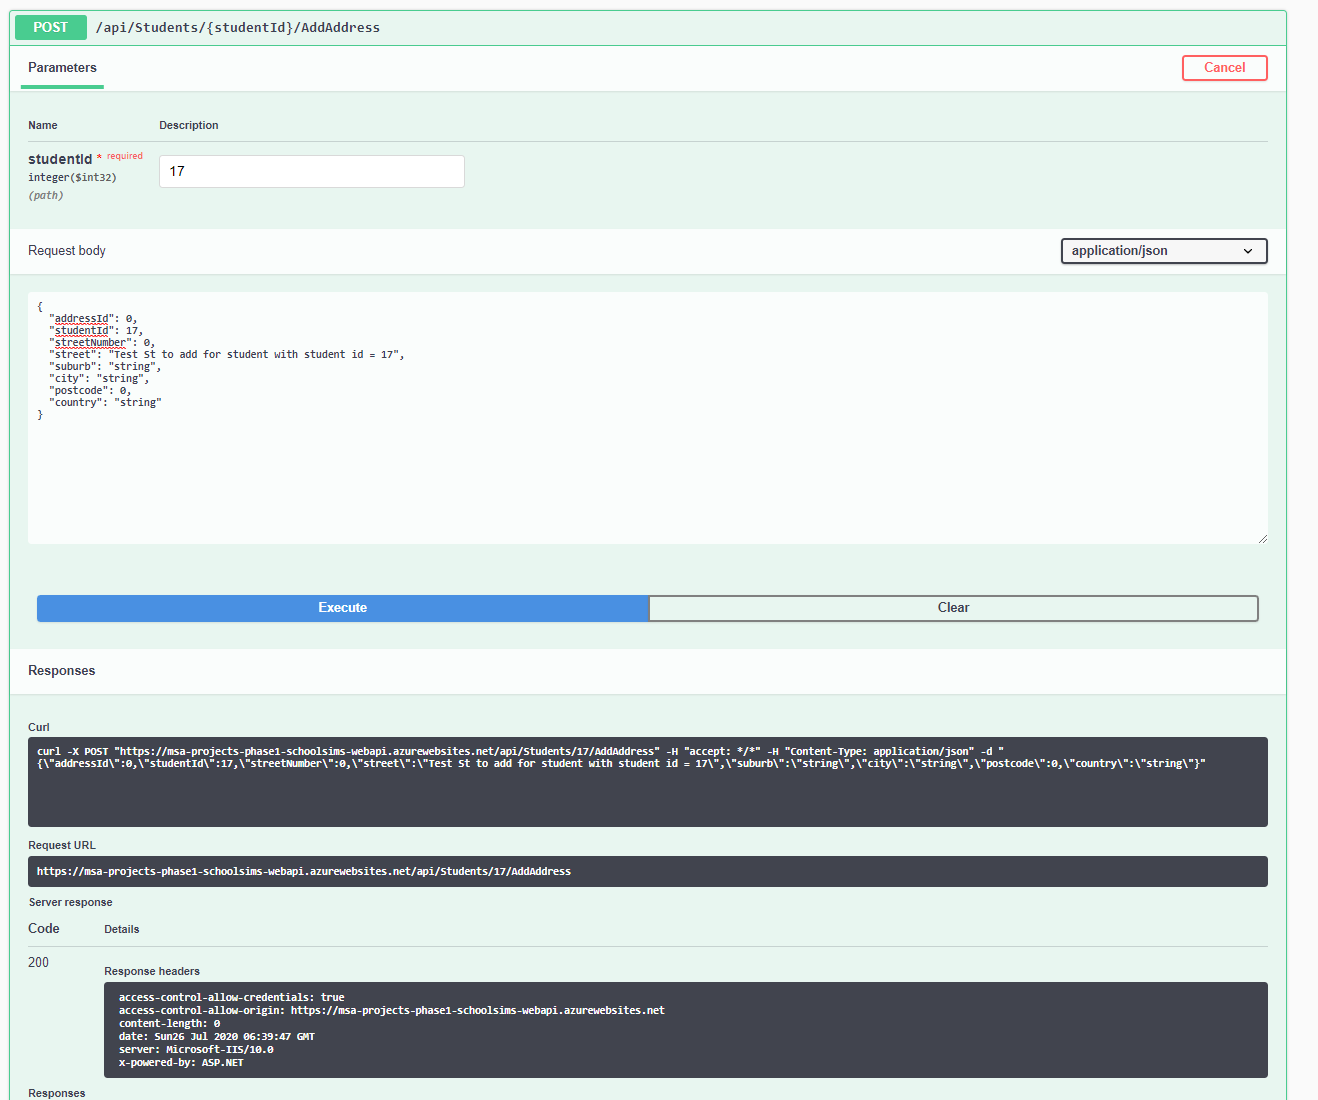 POST /api/Students/{studentId}/AddAddress
Parameters
Cancel
Name Description
studentId * required
integer($int32)
(path)
17
Request body
application/json
{
"addressId": 0,
"studentId": 17,
"streetNumber": 0,
"street": "Test St to add for student with student id = 17",
"suburb": "string",
"city": "string",
"postcode": 0,
"country": "string"
}
Execute Clear
Responses
Curl
curl -X POST "https://msa-projects-phase1-schoolsims-webapi.azurewebsites.net/api/Students/17/AddAddress" -H "accept: */*" -H "Content-Type: application/json" -d "
{\"addressId\":0,\"studentId\":17,\"streetNumber\":0,\"street\":\"Test St to add for student with student id = 17\",\"suburb\":\"string\",\"city\":\"string\",\"postcode\":0,\"country\":\"string\"}"
Request URL
https://msa-projects-phase1-schoolsims-webapi.azurewebsites.net/api/Students/17/AddAddress
Server response
Code Details
200
Response headers
access-control-allow-credentials: true
access-control-allow-origin: https://msa-projects-phase1-schoolsims-webapi.azurewebsites.net
content-length: 0
date: Sun26 Jul 2020 06:39:47 GMT
server: Microsoft-IIS/10.0
x-powered-by: ASP.NET
Responses